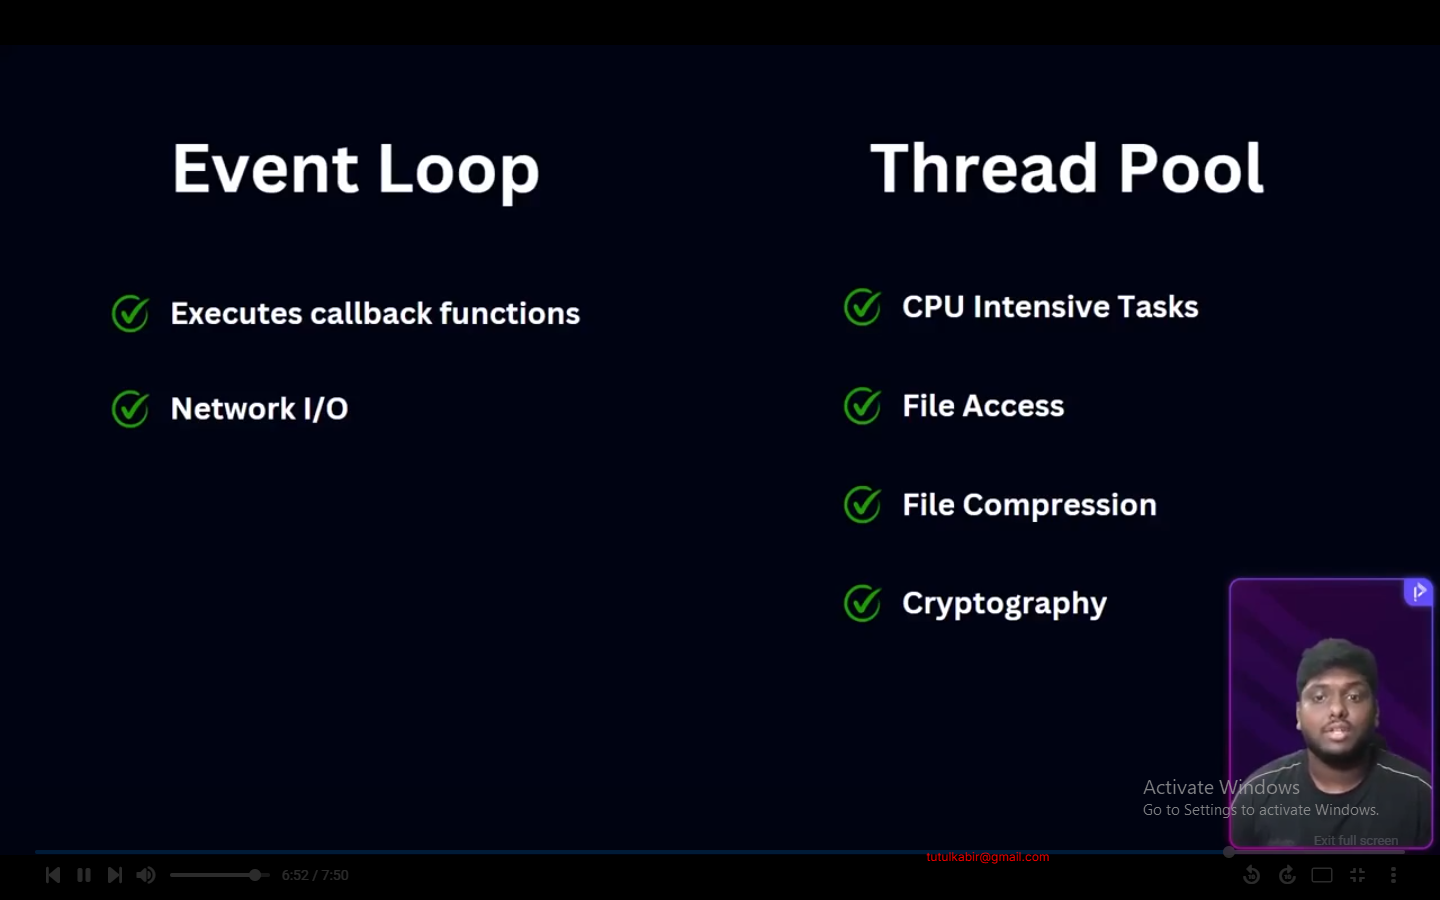 Event Loop
Executes callback functions
Network I/O
Thread Pool
CPU Intensive Tasks
File Access
File Compression
Cryptography
Activate Windows
Go to Settings to activate Windows.
Exit full screen
tutulkabir@gmail.com
6:52 / 7:50